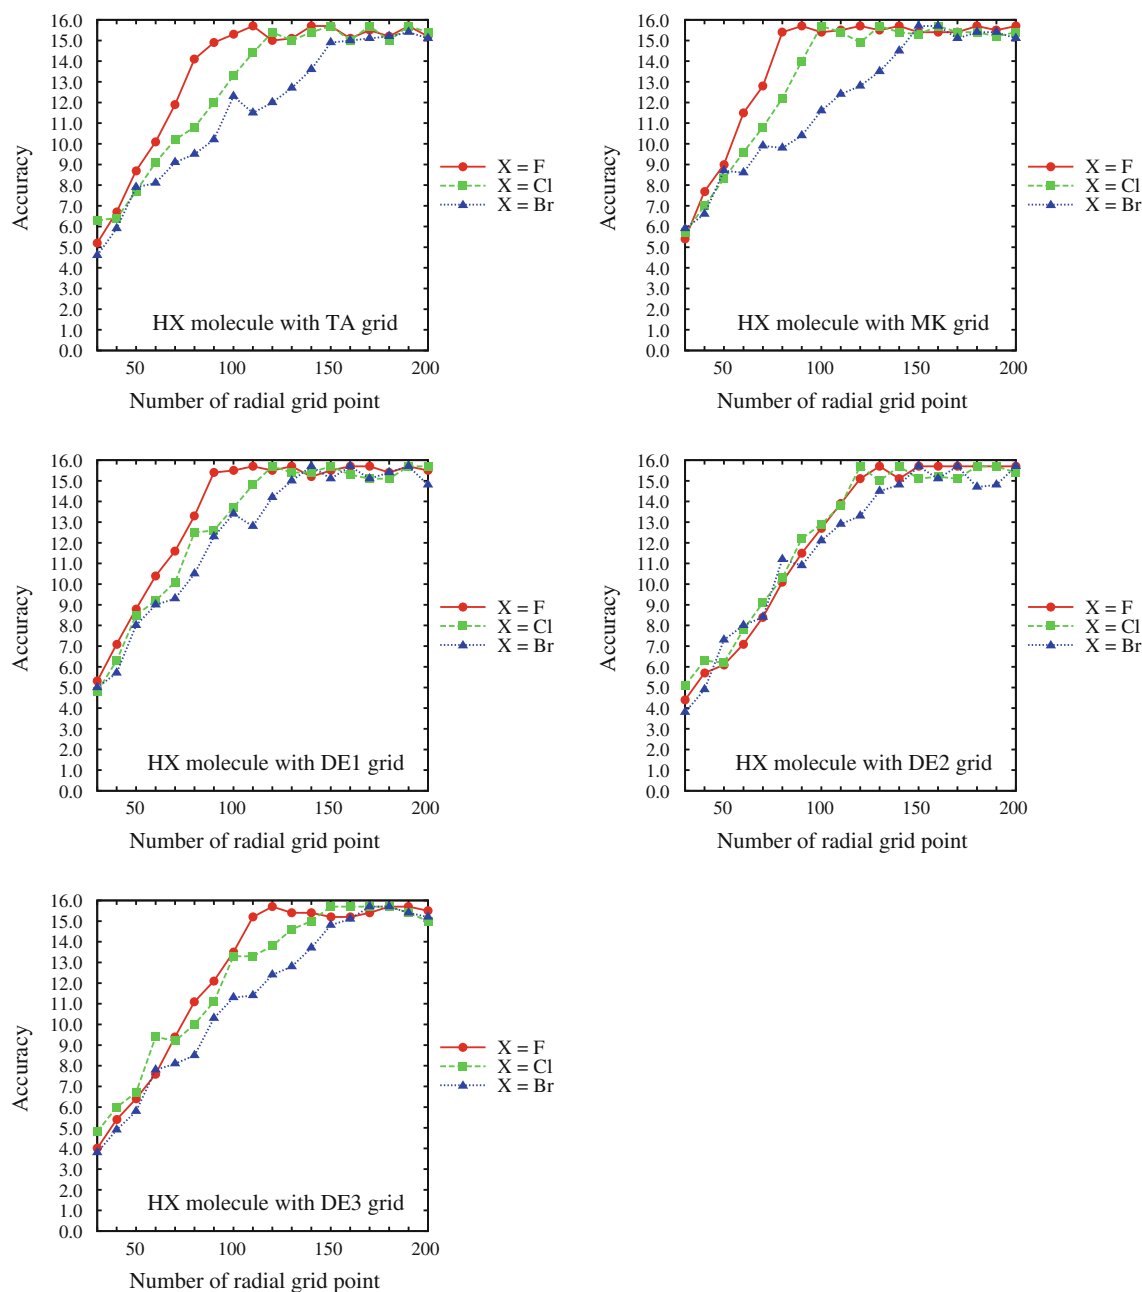 16.0
15.0
14.0
13.0
12.0
11.0
10.0
9.0
8.0
7.0
6.0
5.0
4.0
3.0
2.0
1.0
0.0
Accuracy
50 100 150 200
Number of radial grid point
HX molecule with TA grid
X = F
X = Cl
X = Br
16.0
15.0
14.0
13.0
12.0
11.0
10.0
9.0
8.0
7.0
6.0
5.0
4.0
3.0
2.0
1.0
0.0
Accuracy
50 100 150 200
Number of radial grid point
HX molecule with MK grid
X = F
X = Cl
X = Br
16.0
15.0
14.0
13.0
12.0
11.0
10.0
9.0
8.0
7.0
6.0
5.0
4.0
3.0
2.0
1.0
0.0
Accuracy
50 100 150 200
Number of radial grid point
HX molecule with DE1 grid
X = F
X = Cl
X = Br
16.0
15.0
14.0
13.0
12.0
11.0
10.0
9.0
8.0
7.0
6.0
5.0
4.0
3.0
2.0
1.0
0.0
Accuracy
50 100 150 200
Number of radial grid point
HX molecule with DE2 grid
X = F
X = Cl
X = Br
16.0
15.0
14.0
13.0
12.0
11.0
10.0
9.0
8.0
7.0
6.0
5.0
4.0
3.0
2.0
1.0
0.0
Accuracy
50 100 150 200
Number of radial grid point
HX molecule with DE3 grid
X = F
X = Cl
X = Br